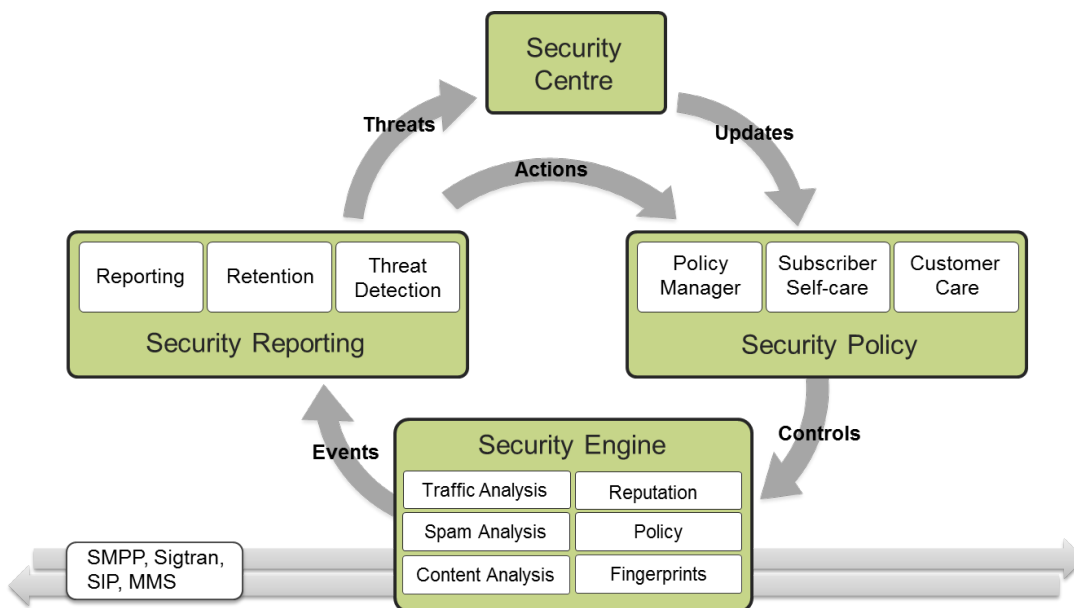 Security
Centre
Threats
Updates
Actions
Reporting
Retention
Threat
Detection
Security Reporting
Policy
Manager
Subscriber
Self-care
Customer
Care
Security Policy
Events
Controls
Security Engine
Traffic Analysis
Reputation
Spam Analysis
Policy
Content Analysis
Fingerprints
SMPP, Sigtran,
SIP, MMS